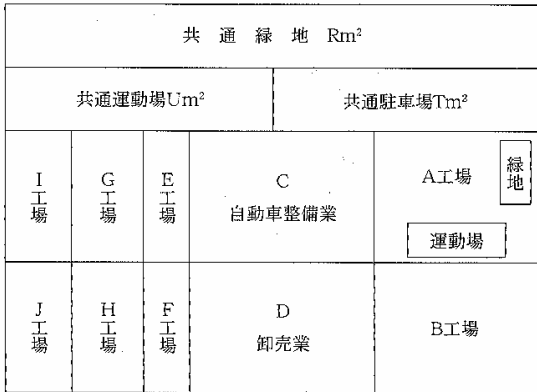 共通緑地 Rm²
共通運動場Um²
共通駐車場Tm²
I工場
G工場
E工場
C
自動車整備業
A工場
緑地
運動場
J工場
H工場
F工場
D
卸売業
B工場